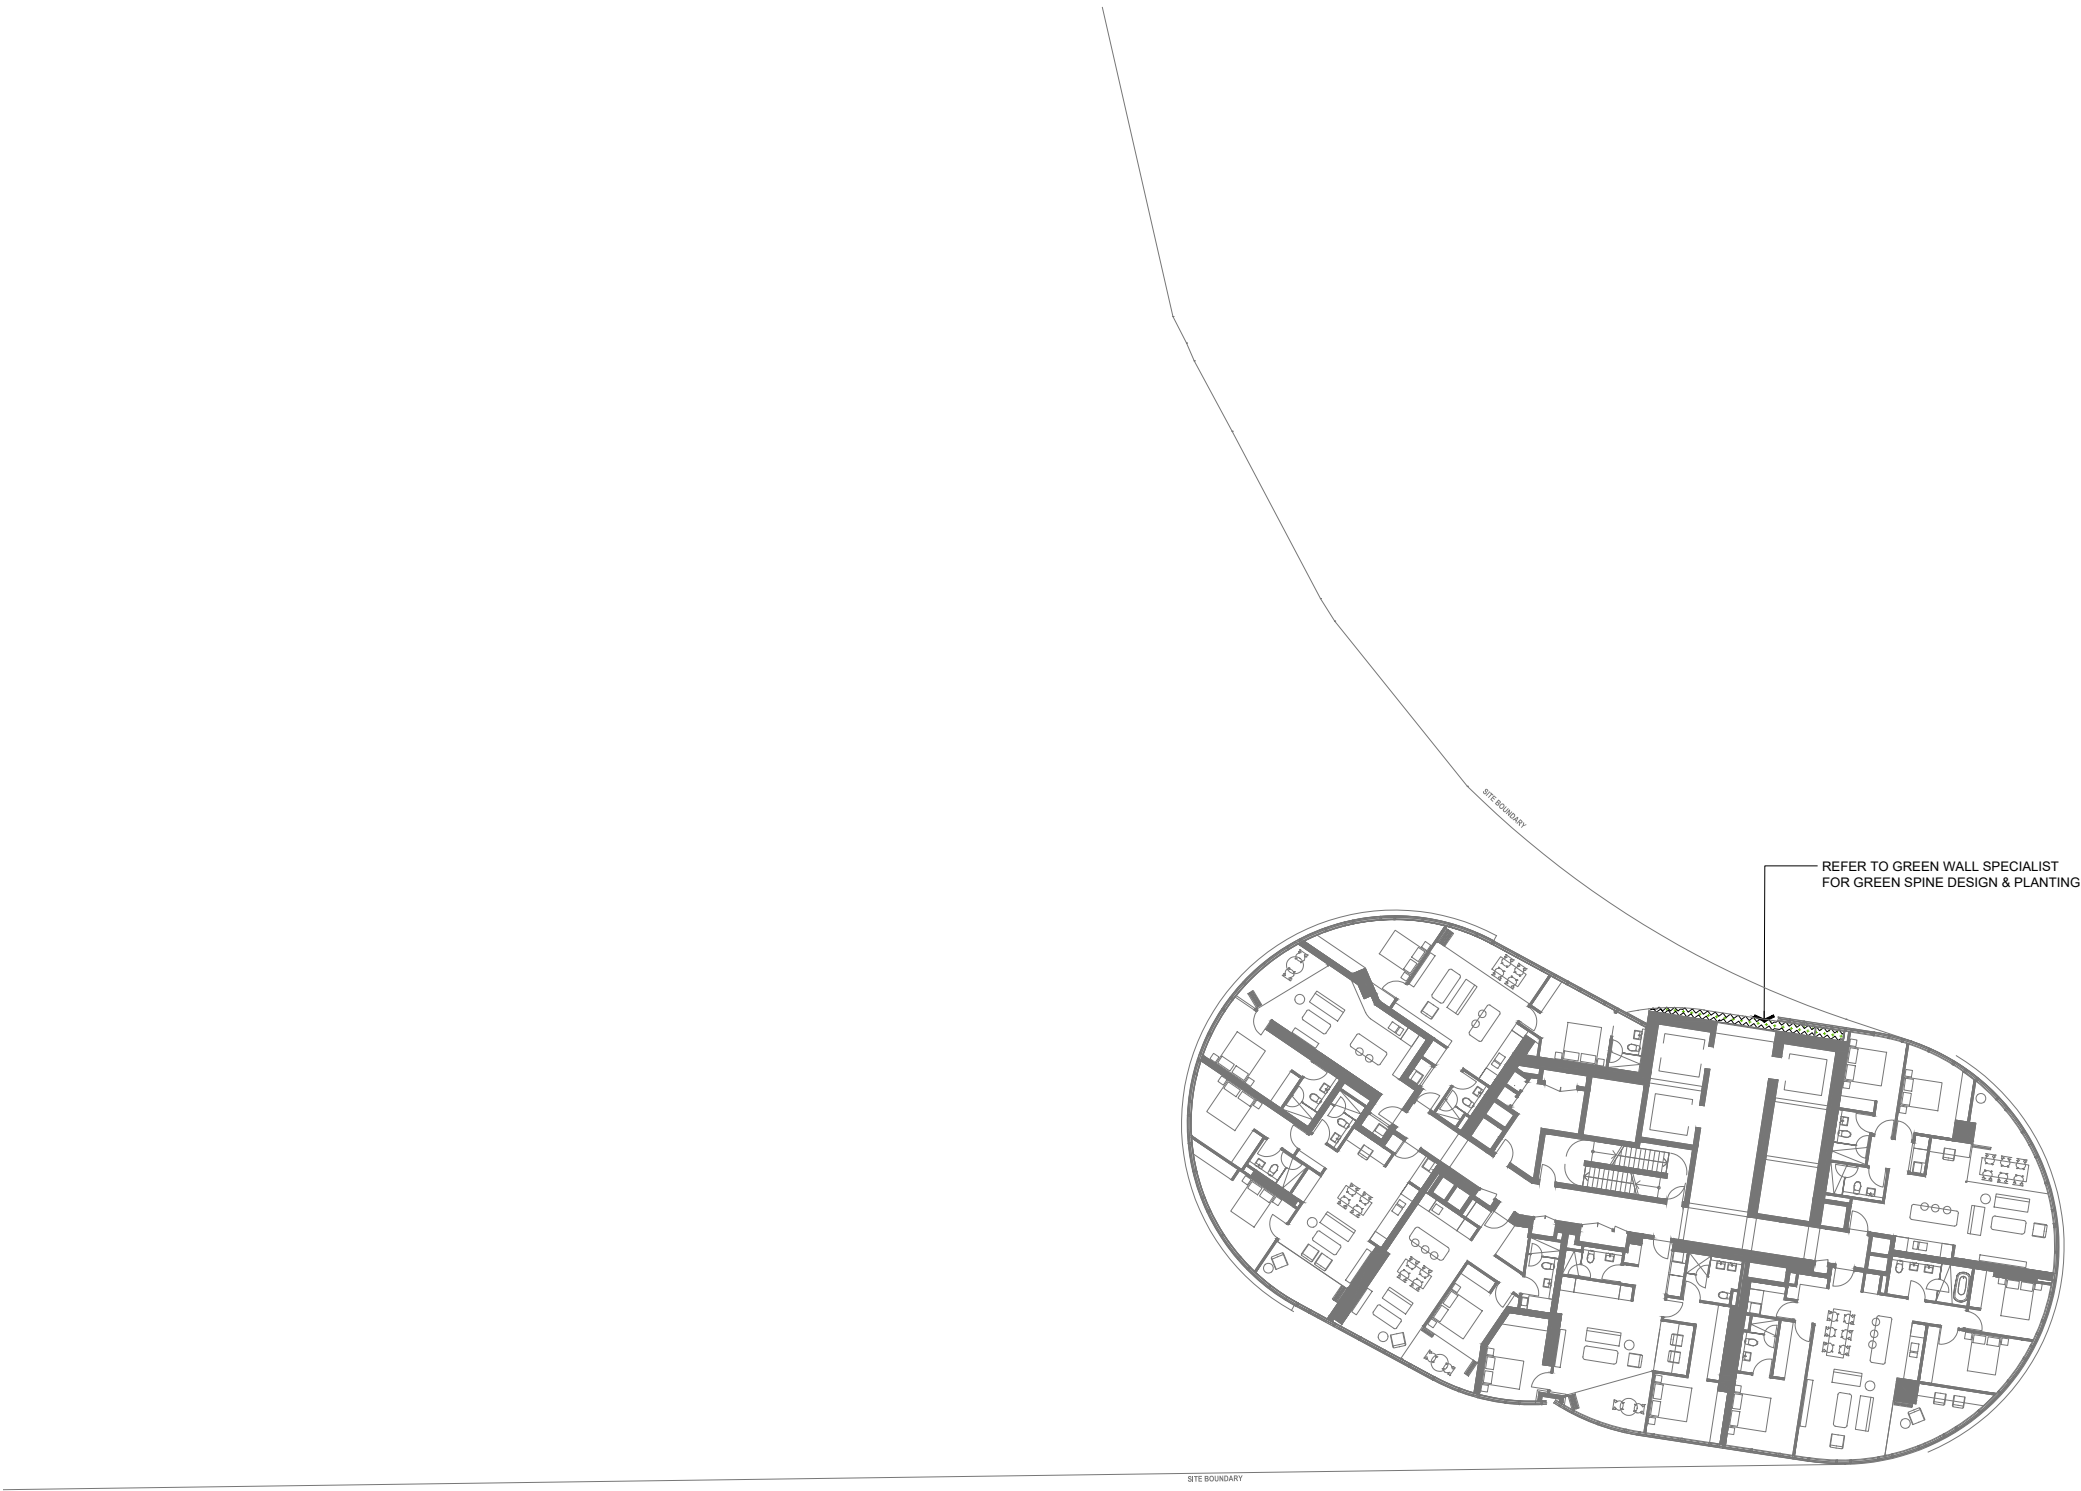 SITE BOUNDARY
REFER TO GREEN WALL SPECIALIST
FOR GREEN SPINE DESIGN & PLANTING
SITE BOUNDARY